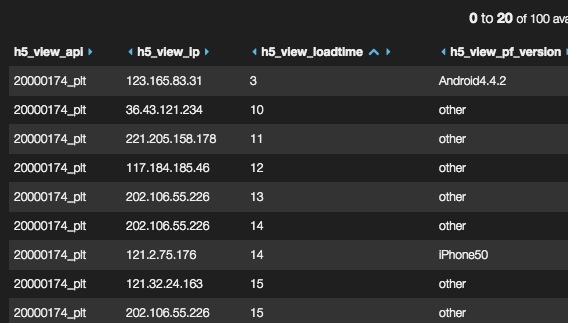 0 to 20 of 100 ava
h5_view_api h5_view_ip h5_view_loadtime h5_view_pf_version
20000174_plt 123.165.83.31 3 Android4.4.2
20000174_plt 36.43.121.234 10 other
20000174_plt 221.205.158.178 11 other
20000174_plt 117.184.185.46 12 other
20000174_plt 202.106.55.226 13 other
20000174_plt 202.106.55.226 14 other
20000174_plt 121.2.75.176 14 iPhone50
20000174_plt 121.32.24.163 15 other
20000174_plt 202.106.55.226 15 other